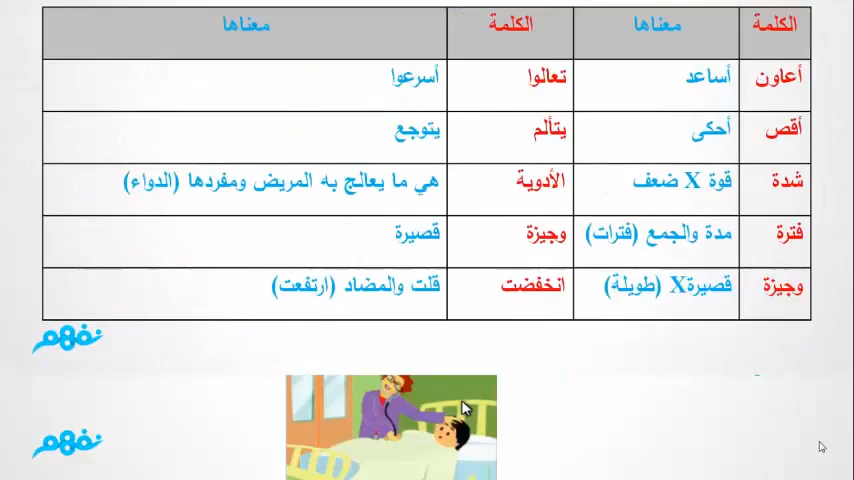 الكلمة معناها الكلمة معناها
أعاون أساعد تعالوا أسرعوا
أقص أحكى يتألم يتوجع
شدة قوة X ضعف الأدوية هي ما يعالج به المريض ومفردها (الدواء)
فترة مدة والجمع (فترات) وجيزة قصيرة
وجيزة قصيرةX (طويلة) انخفضت قلت والمضاد (ارتفعت)
نفهم
نفهم